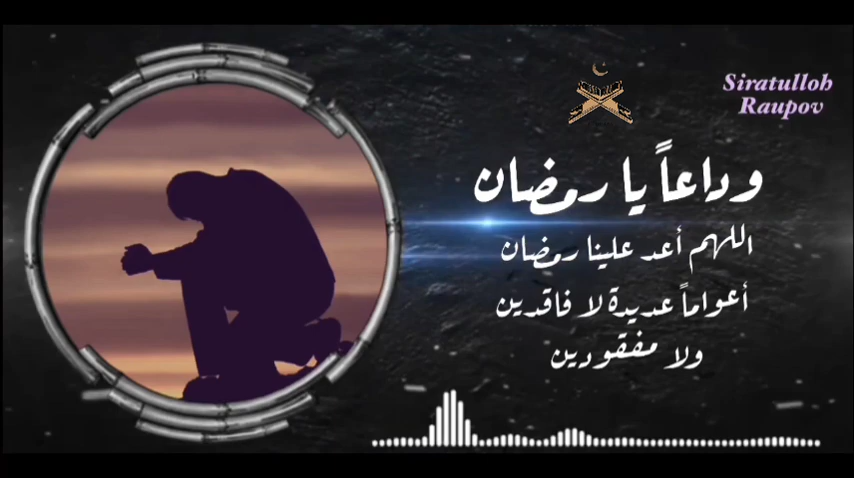 Siratulloh
Raupov
وداعاً يا رمضان
اللهم أعد علينا رمضان
أعواماً عديدة لا فاقدين
ولا مفقودين